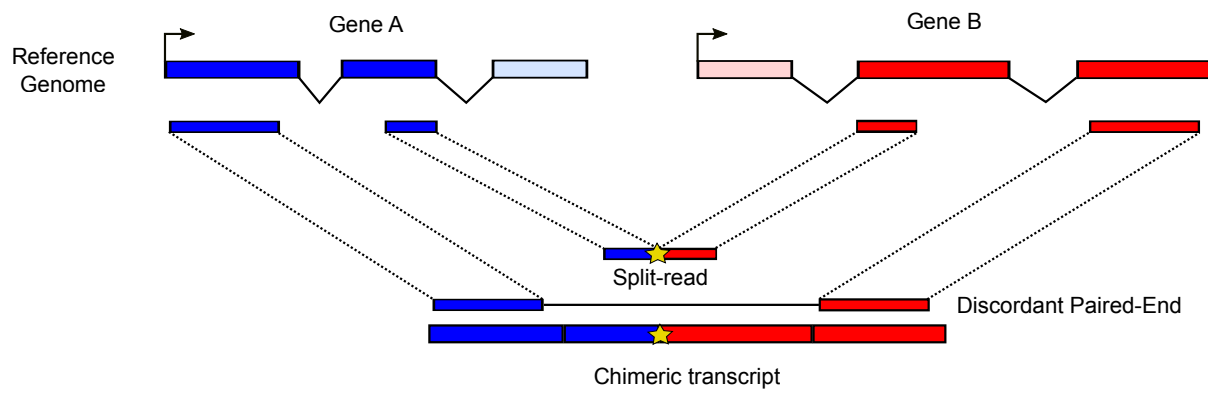 Gene A
Gene B
Reference
Genome
Split-read
Discordant Paired-End
Chimeric transcript